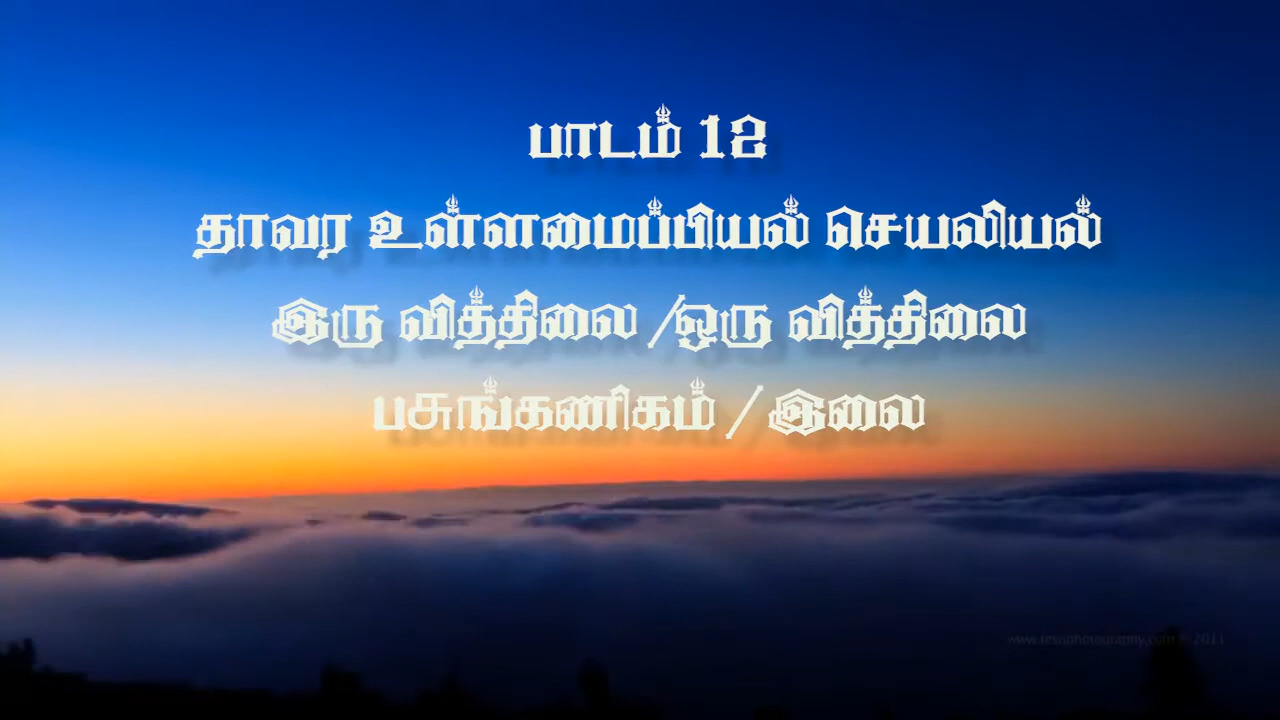 பாடம் 12
தாவர உள்ளமைப்பியல் செயலியல்
இரு வித்திலை /ஒரு வித்திலை
பசுங்கணிகம் / இலை